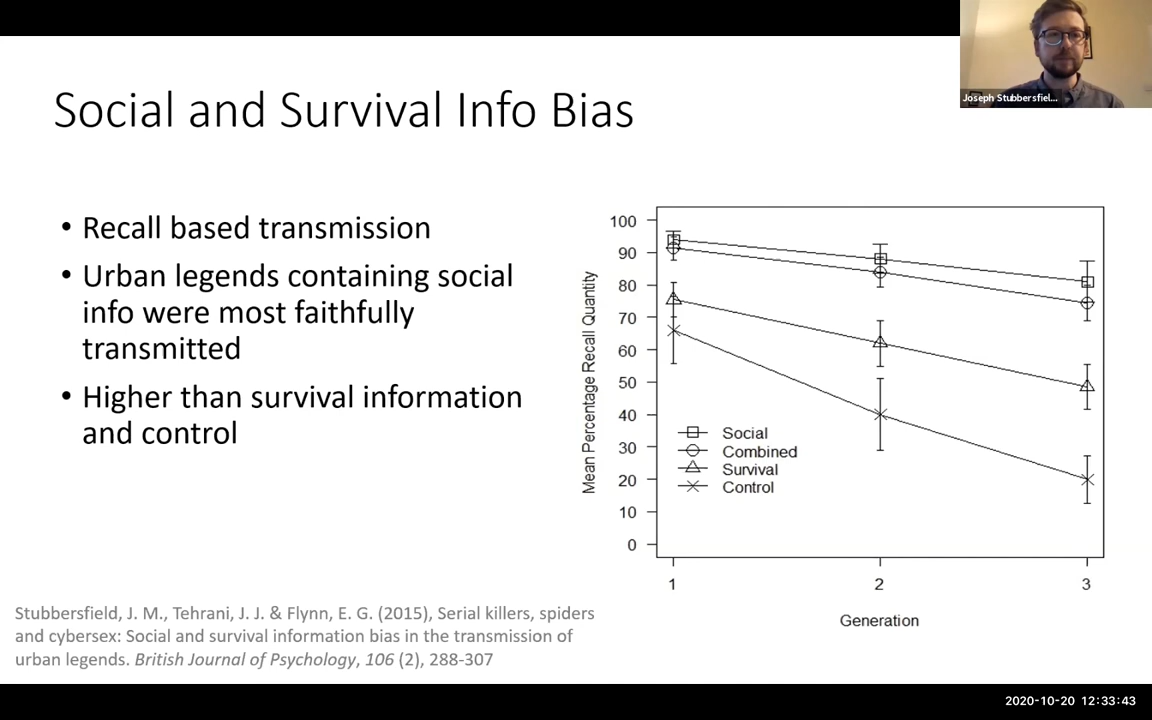 Joseph Stubbersfiel...
Social and Survival Info Bias
• Recall based transmission
• Urban legends containing social
info were most faithfully
transmitted
• Higher than survival information
and control
Mean Percentage Recall Quantity
100
90
80
70
60
50
40
30
20
10
0
Social
Combined
Survival
Control
1 2 3
Generation
Stubbersfield, J. M., Tehrani, J. J. & Flynn, E. G. (2015), Serial killers, spiders
and cybersex: Social and survival information bias in the transmission of
urban legends. British Journal of Psychology, 106 (2), 288-307
2020-10-20 12:33:43